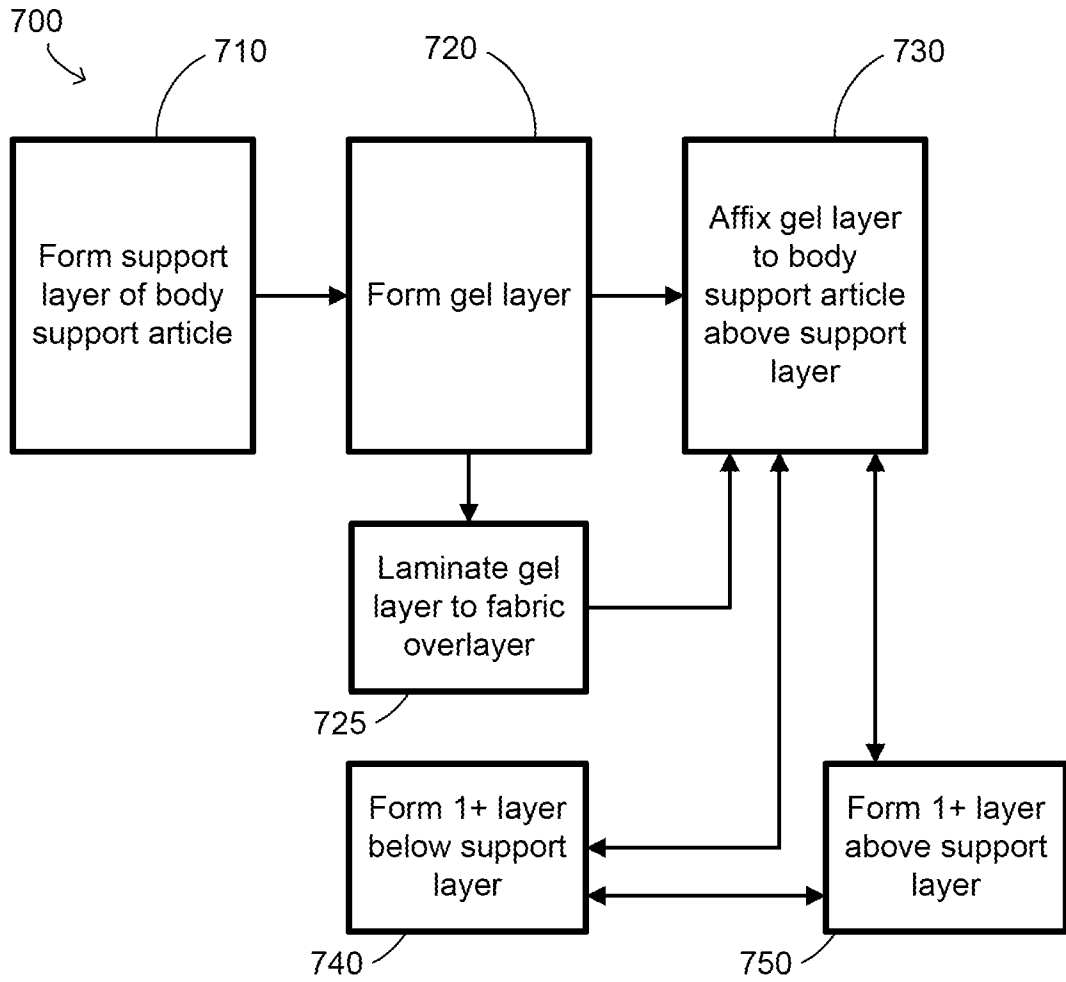 700
710
720
730
Form support
layer of body
support article
Form gel layer
Affix gel layer
to body
support article
above support
layer
Laminate gel
layer to fabric
overlayer
725
Form 1+ layer
below support
layer
Form 1+ layer
above support
layer
740
750